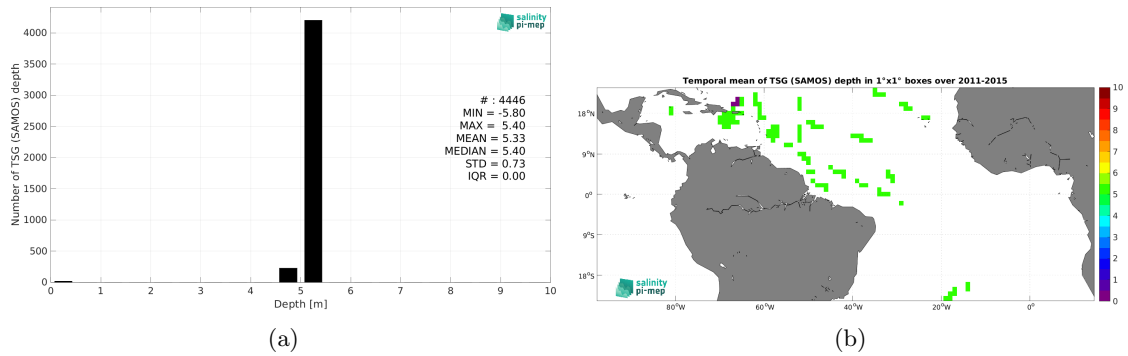 salinity
pi-mep
# : 4446
MIN = -5.80
MAX = 5.40
MEAN = 5.33
MEDIAN = 5.40
STD = 0.73
IQR = 0.00
Number of TSG (SAMOS) depth
4000
3500
3000
2500
2000
1500
1000
500
0
0 1 2 3 4 5 6 7 8 9 10
Depth [m]
(a)
Temporal mean of TSG (SAMOS) depth in 1°x1° boxes over 2011-2015
18°N
9°N
0°
9°S
18°S
80°W 60°W 40°W 20°W 0°
10
9
8
7
6
5
4
3
2
1
0
salinity
pi-mep
(b)